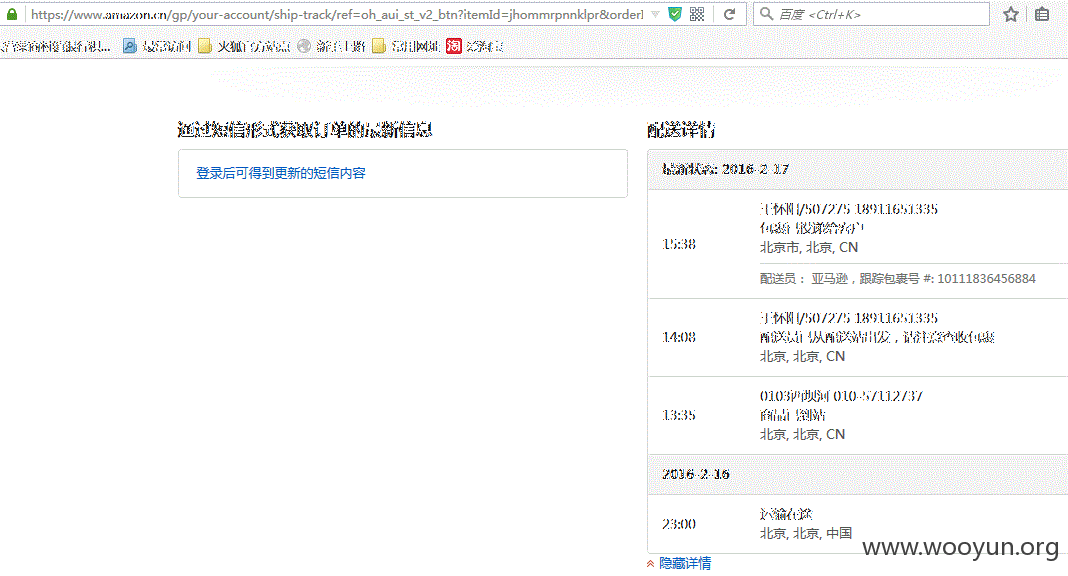 https://www.amazon.cn/gp/your-account/ship-track/ref=oh_aui_st_v2_btn?itemId=jhommrpnnklpr&orderI
百度 <Ctrl+K>
最常访问 火狐官方站点 新手上路 常用网址 爱淘宝
通过短信形式获取订单的最新信息
登录后可得到更新的短信内容
配送详情
最新状态: 2016-2-17
15:38
/507275 18911651335
包裹已投递给客户
北京市, 北京, CN
配送员： 亚马逊，跟踪包裹号 #: 10111836456884
14:08
/507275 18911651335
配送员已从配送站出发，请注意查收包裹
北京, 北京, CN
13:35
0103西坝河 010-57112737
商品已到站
北京, 北京, CN
2016-2-16
23:00
运输在途
北京, 北京, 中国
隐藏详情
www.wooyun.org